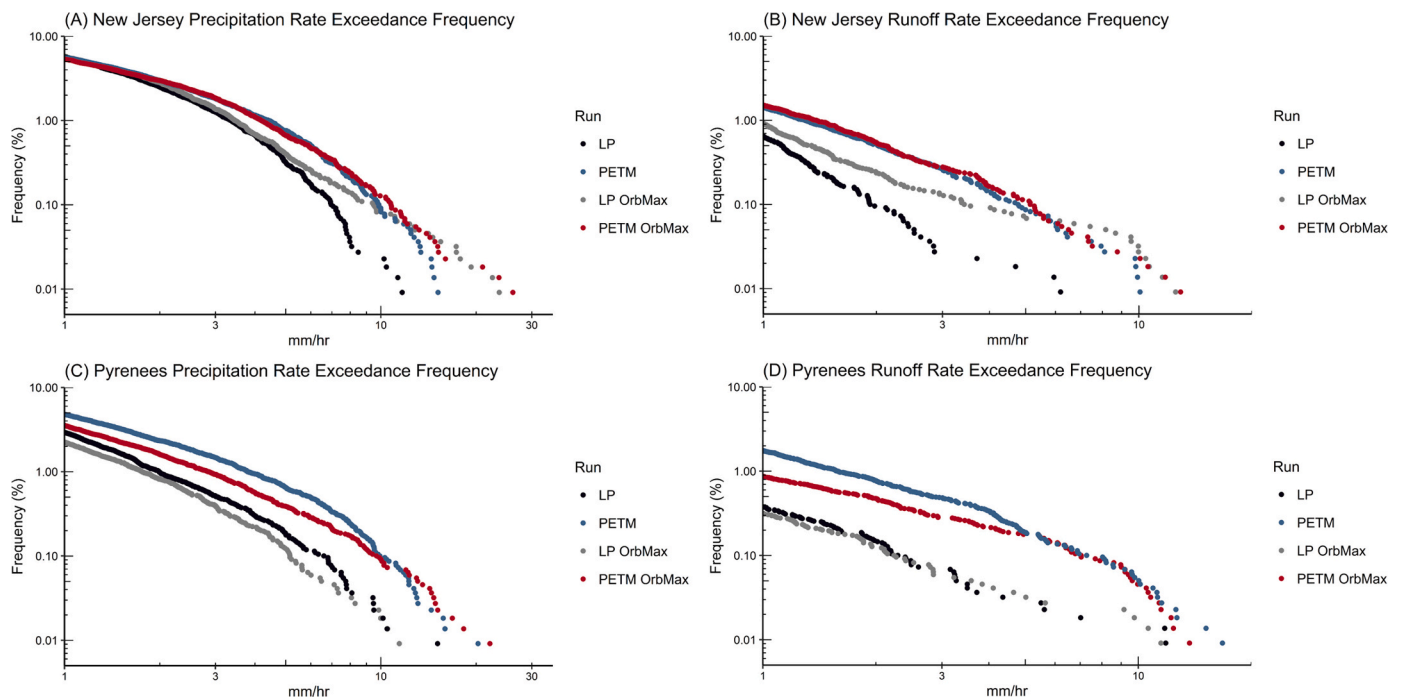 (A) New Jersey Precipitation Rate Exceedance Frequency
10.00
1.00
0.10
0.01
Frequency (%)
1
3
10
30
mm/hr
Run
LP
PETM
LP OrbMax
PETM OrbMax
(B) New Jersey Runoff Rate Exceedance Frequency
10.00
1.00
0.10
0.01
Frequency (%)
1
3
10
mm/hr
Run
LP
PETM
LP OrbMax
PETM OrbMax
(C) Pyrenees Precipitation Rate Exceedance Frequency
10.00
1.00
0.10
0.01
Frequency (%)
1
3
10
30
mm/hr
Run
LP
PETM
LP OrbMax
PETM OrbMax
(D) Pyrenees Runoff Rate Exceedance Frequency
10.00
1.00
0.10
0.01
Frequency (%)
1
3
10
mm/hr
Run
LP
PETM
LP OrbMax
PETM OrbMax